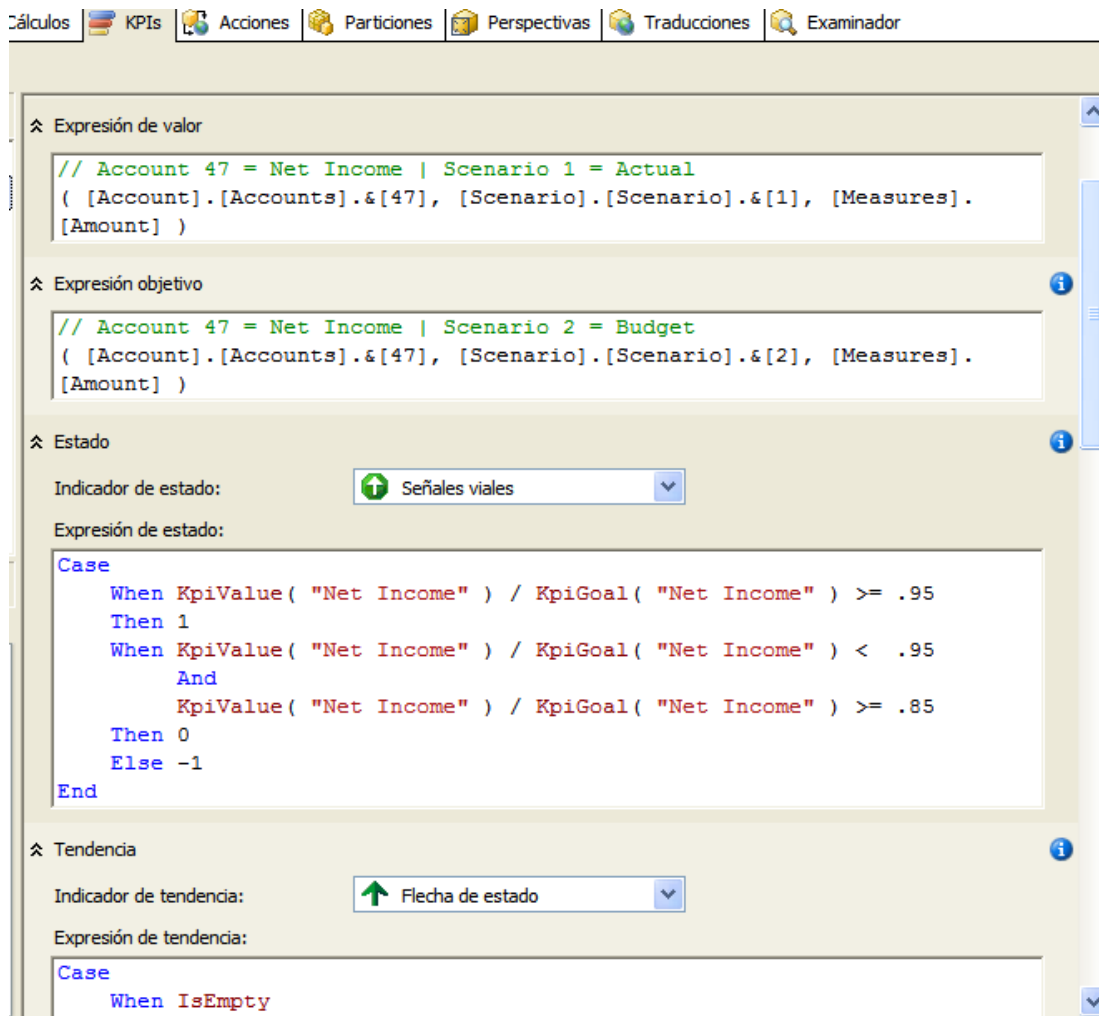 Cálculos KPIs Acciones Particiones Perspectivas Traducciones Examinador
Expresión de valor
// Account 47 = Net Income | Scenario 1 = Actual
( [Account].[Accounts].&[47], [Scenario].[Scenario].&[1], [Measures].
[Amount] )
Expresión objetivo
// Account 47 = Net Income | Scenario 2 = Budget
( [Account].[Accounts].&[47], [Scenario].[Scenario].&[2], [Measures].
[Amount] )
Estado
Indicador de estado: Señales viales
Expresión de estado:
Case
When KpiValue( "Net Income" ) / KpiGoal( "Net Income" ) >= .95
Then 1
When KpiValue( "Net Income" ) / KpiGoal( "Net Income" ) < .95
And
KpiValue( "Net Income" ) / KpiGoal( "Net Income" ) >= .85
Then 0
Else -1
End
Tendencia
Indicador de tendencia: Flecha de estado
Expresión de tendencia:
Case
When IsEmpty